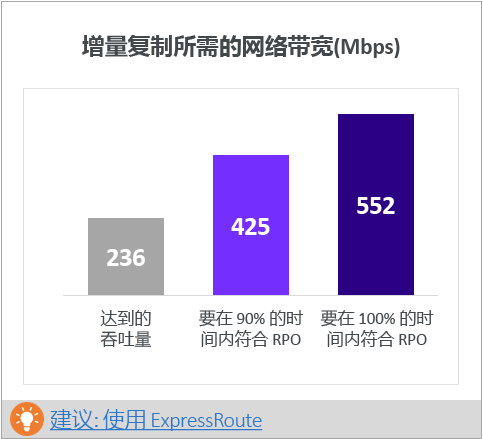 增量复制所需的网络带宽(Mbps)
236
425
552
达到的
吞吐量
要在 90% 的时
间内符合 RPO
要在 100% 的时
间内符合 RPO
建议: 使用 ExpressRoute